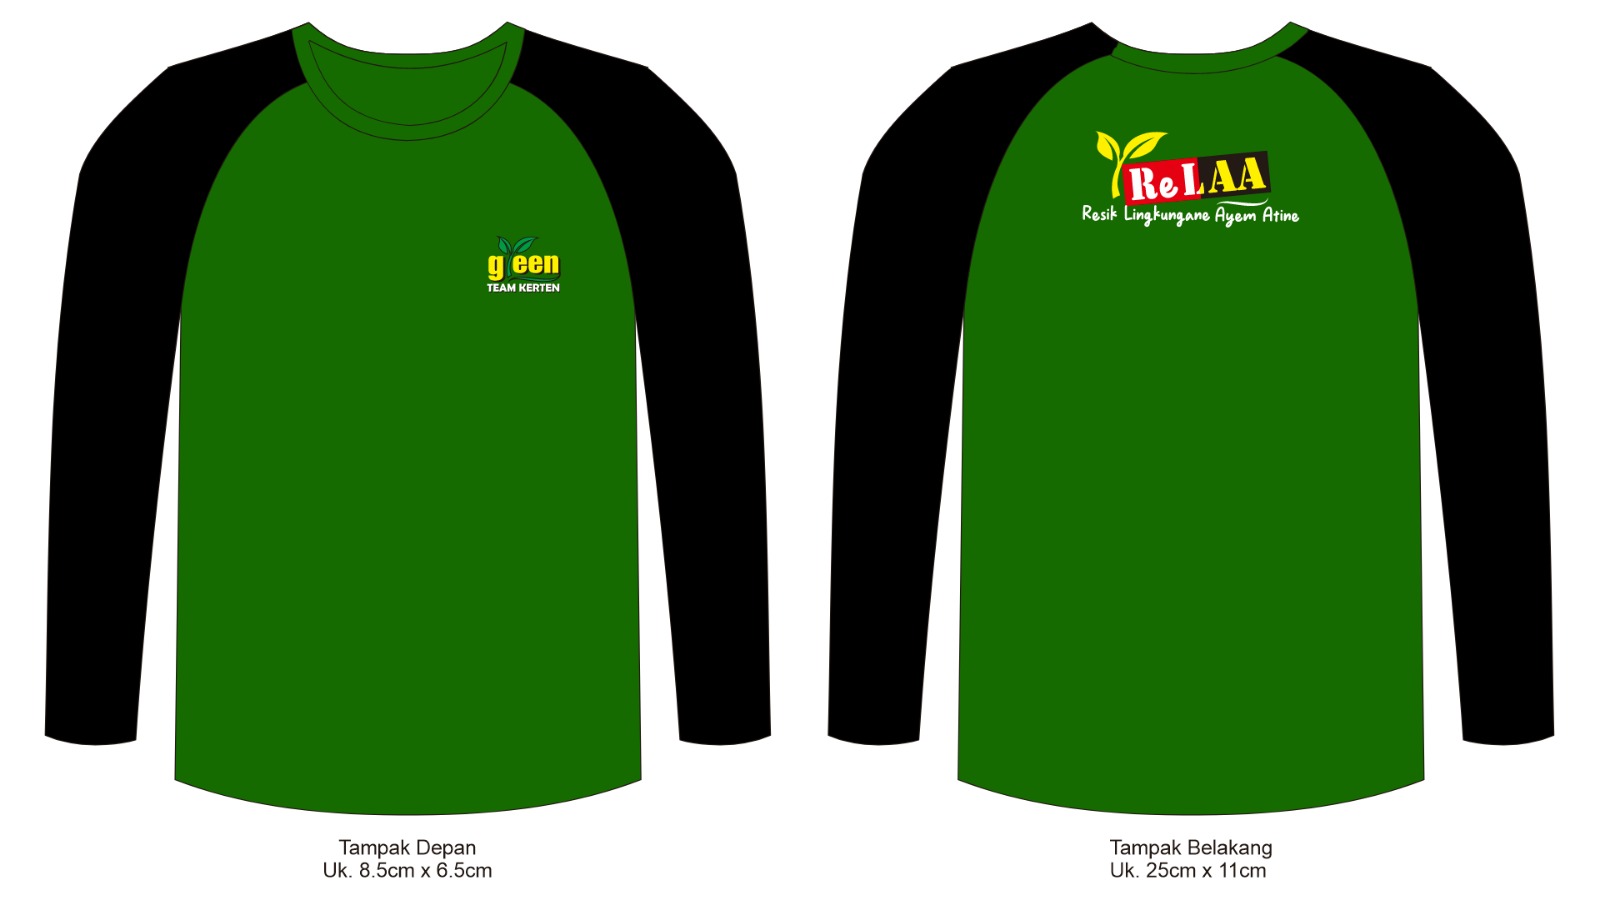 green
TEAM KERTEN
ReLAA
Resik Lingkungane Ayem Atine
Tampak Depan
Uk. 8.5cm x 6.5cm
Tampak Belakang
Uk. 25cm x 11cm